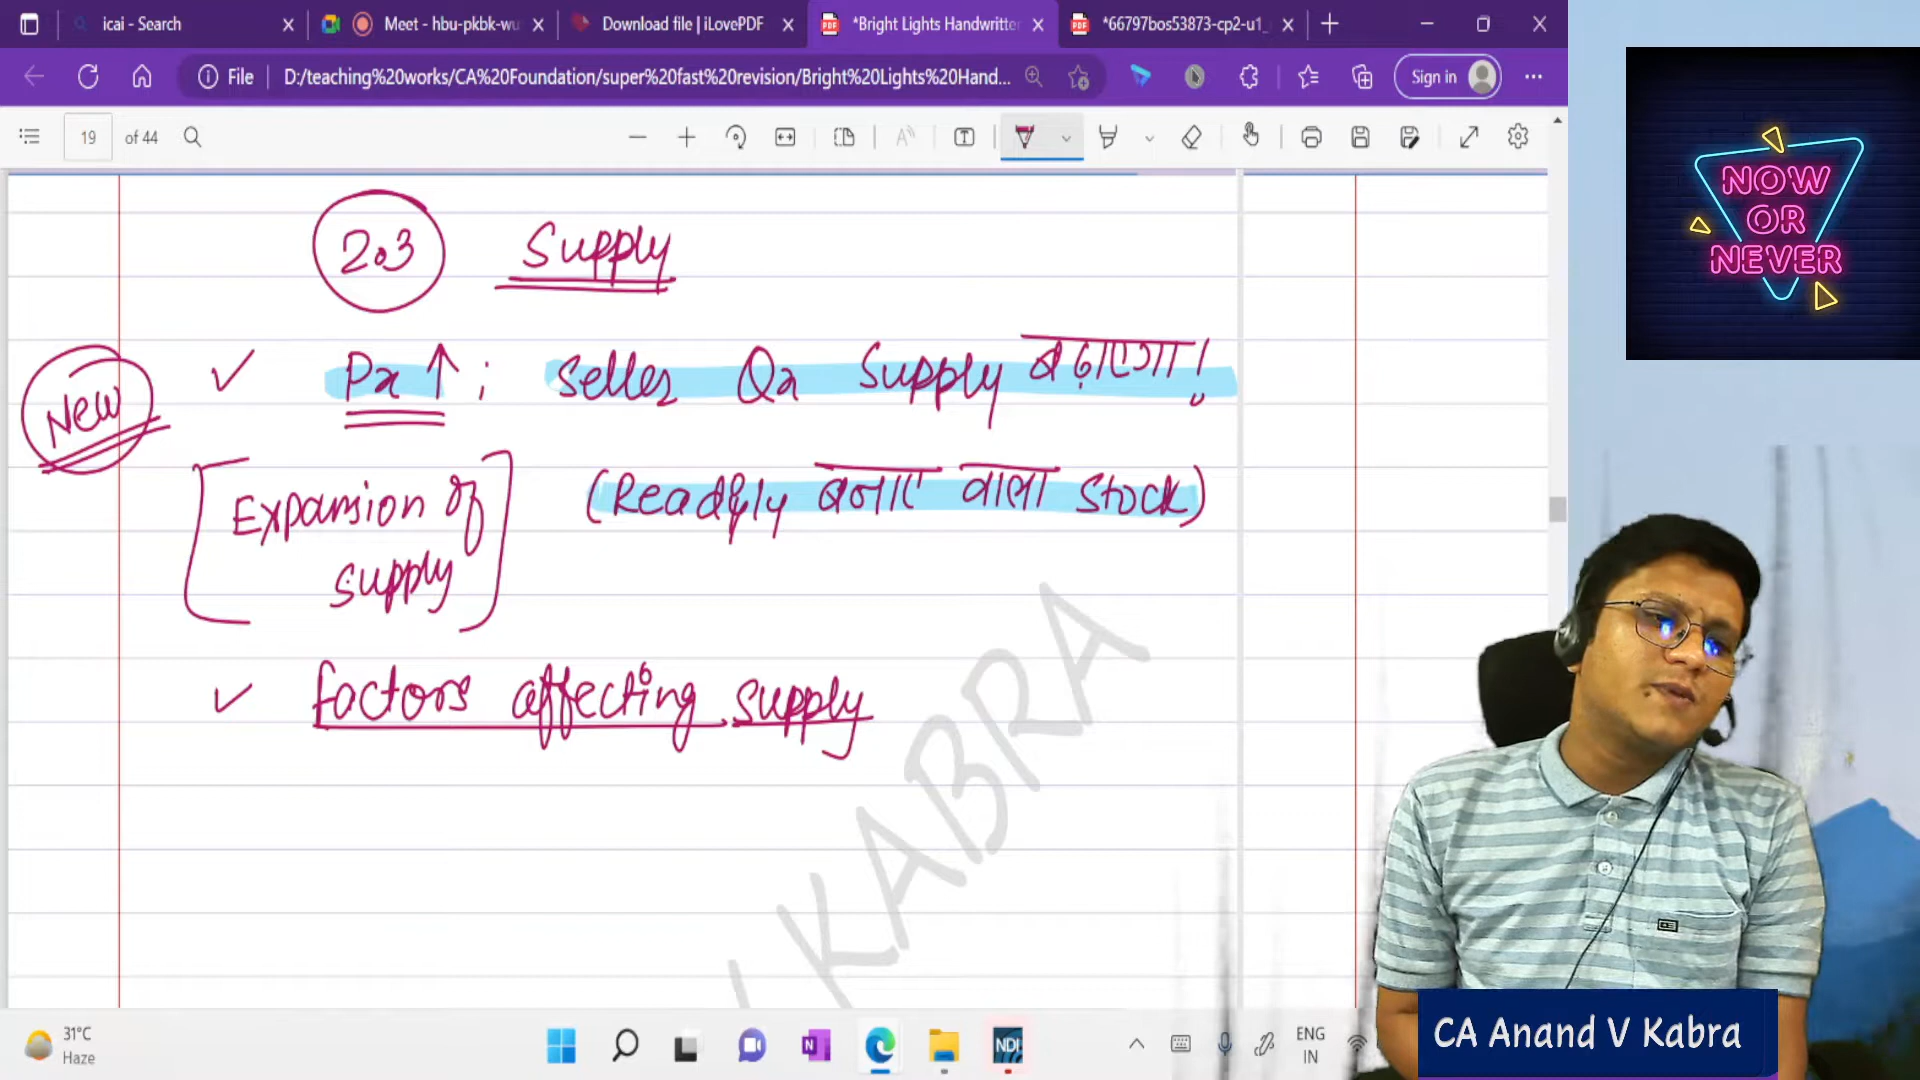 icai - Search
Meet - hbu-pkbk-wu
Download file | iLovePDF
*Bright Lights Handwritter
*66797bos53873-cp2-u1_
File
D:/teaching%20works/CA%20Foundation/super%20fast%20revision/Bright%20Lights%20Hand...
Sign in
19 of 44
NOW
OR
NEVER
2.3 Supply
New
Px ↑ ; Seller Qx Supply बढ़ाएगा !
Expansion of
supply
(Readily बनाए वाला Stock)
factors affecting supply
KABRA
31°C
Haze
NDI
ENG
IN
CA Anand V Kabra